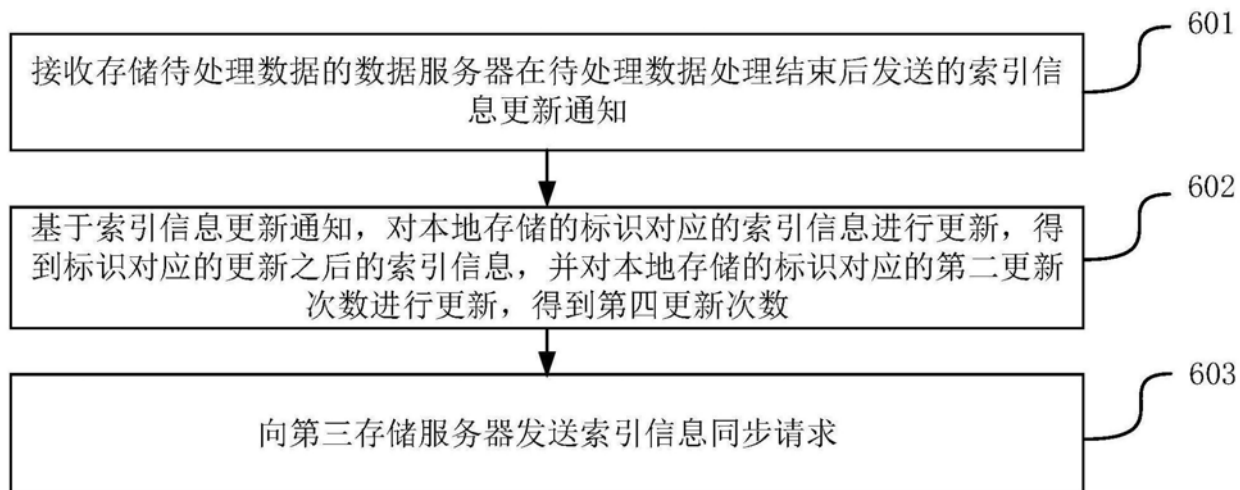 601
接收存储待处理数据的数据服务器在待处理数据处理结束后发送的索引信
息更新通知
602
基于索引信息更新通知，对本地存储的标识对应的索引信息进行更新，得
到标识对应的更新之后的索引信息，并对本地存储的标识对应的第二更新
次数进行更新，得到第四更新次数
603
向第三存储服务器发送索引信息同步请求